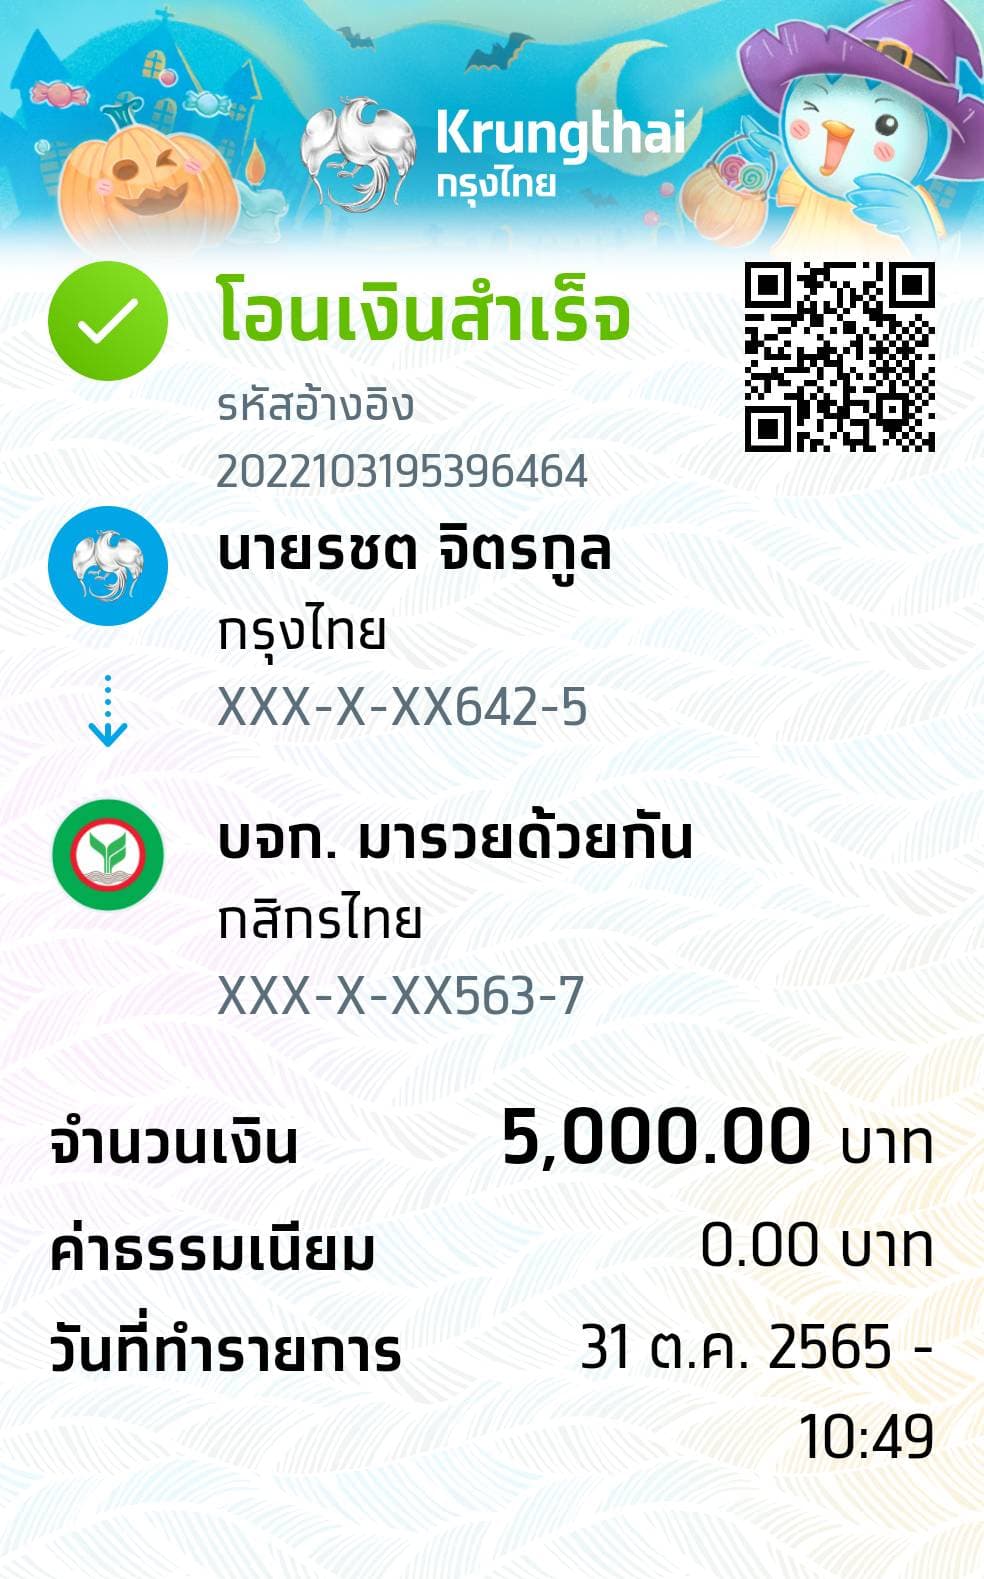 Krungthai
กรุงไทย
โอนเงินสำเร็จ
รหัสอ้างอิง
2022103195396464
นายรชต จิตรกูล
กรุงไทย
XXX-X-XX642-5
บจก. มารวยด้วยกัน
กสิกรไทย
XXX-X-XX563-7
จำนวนเงิน 5,000.00 บาท
ค่าธรรมเนียม 0.00 บาท
วันที่ทำรายการ 31 ต.ค. 2565 -
10:49